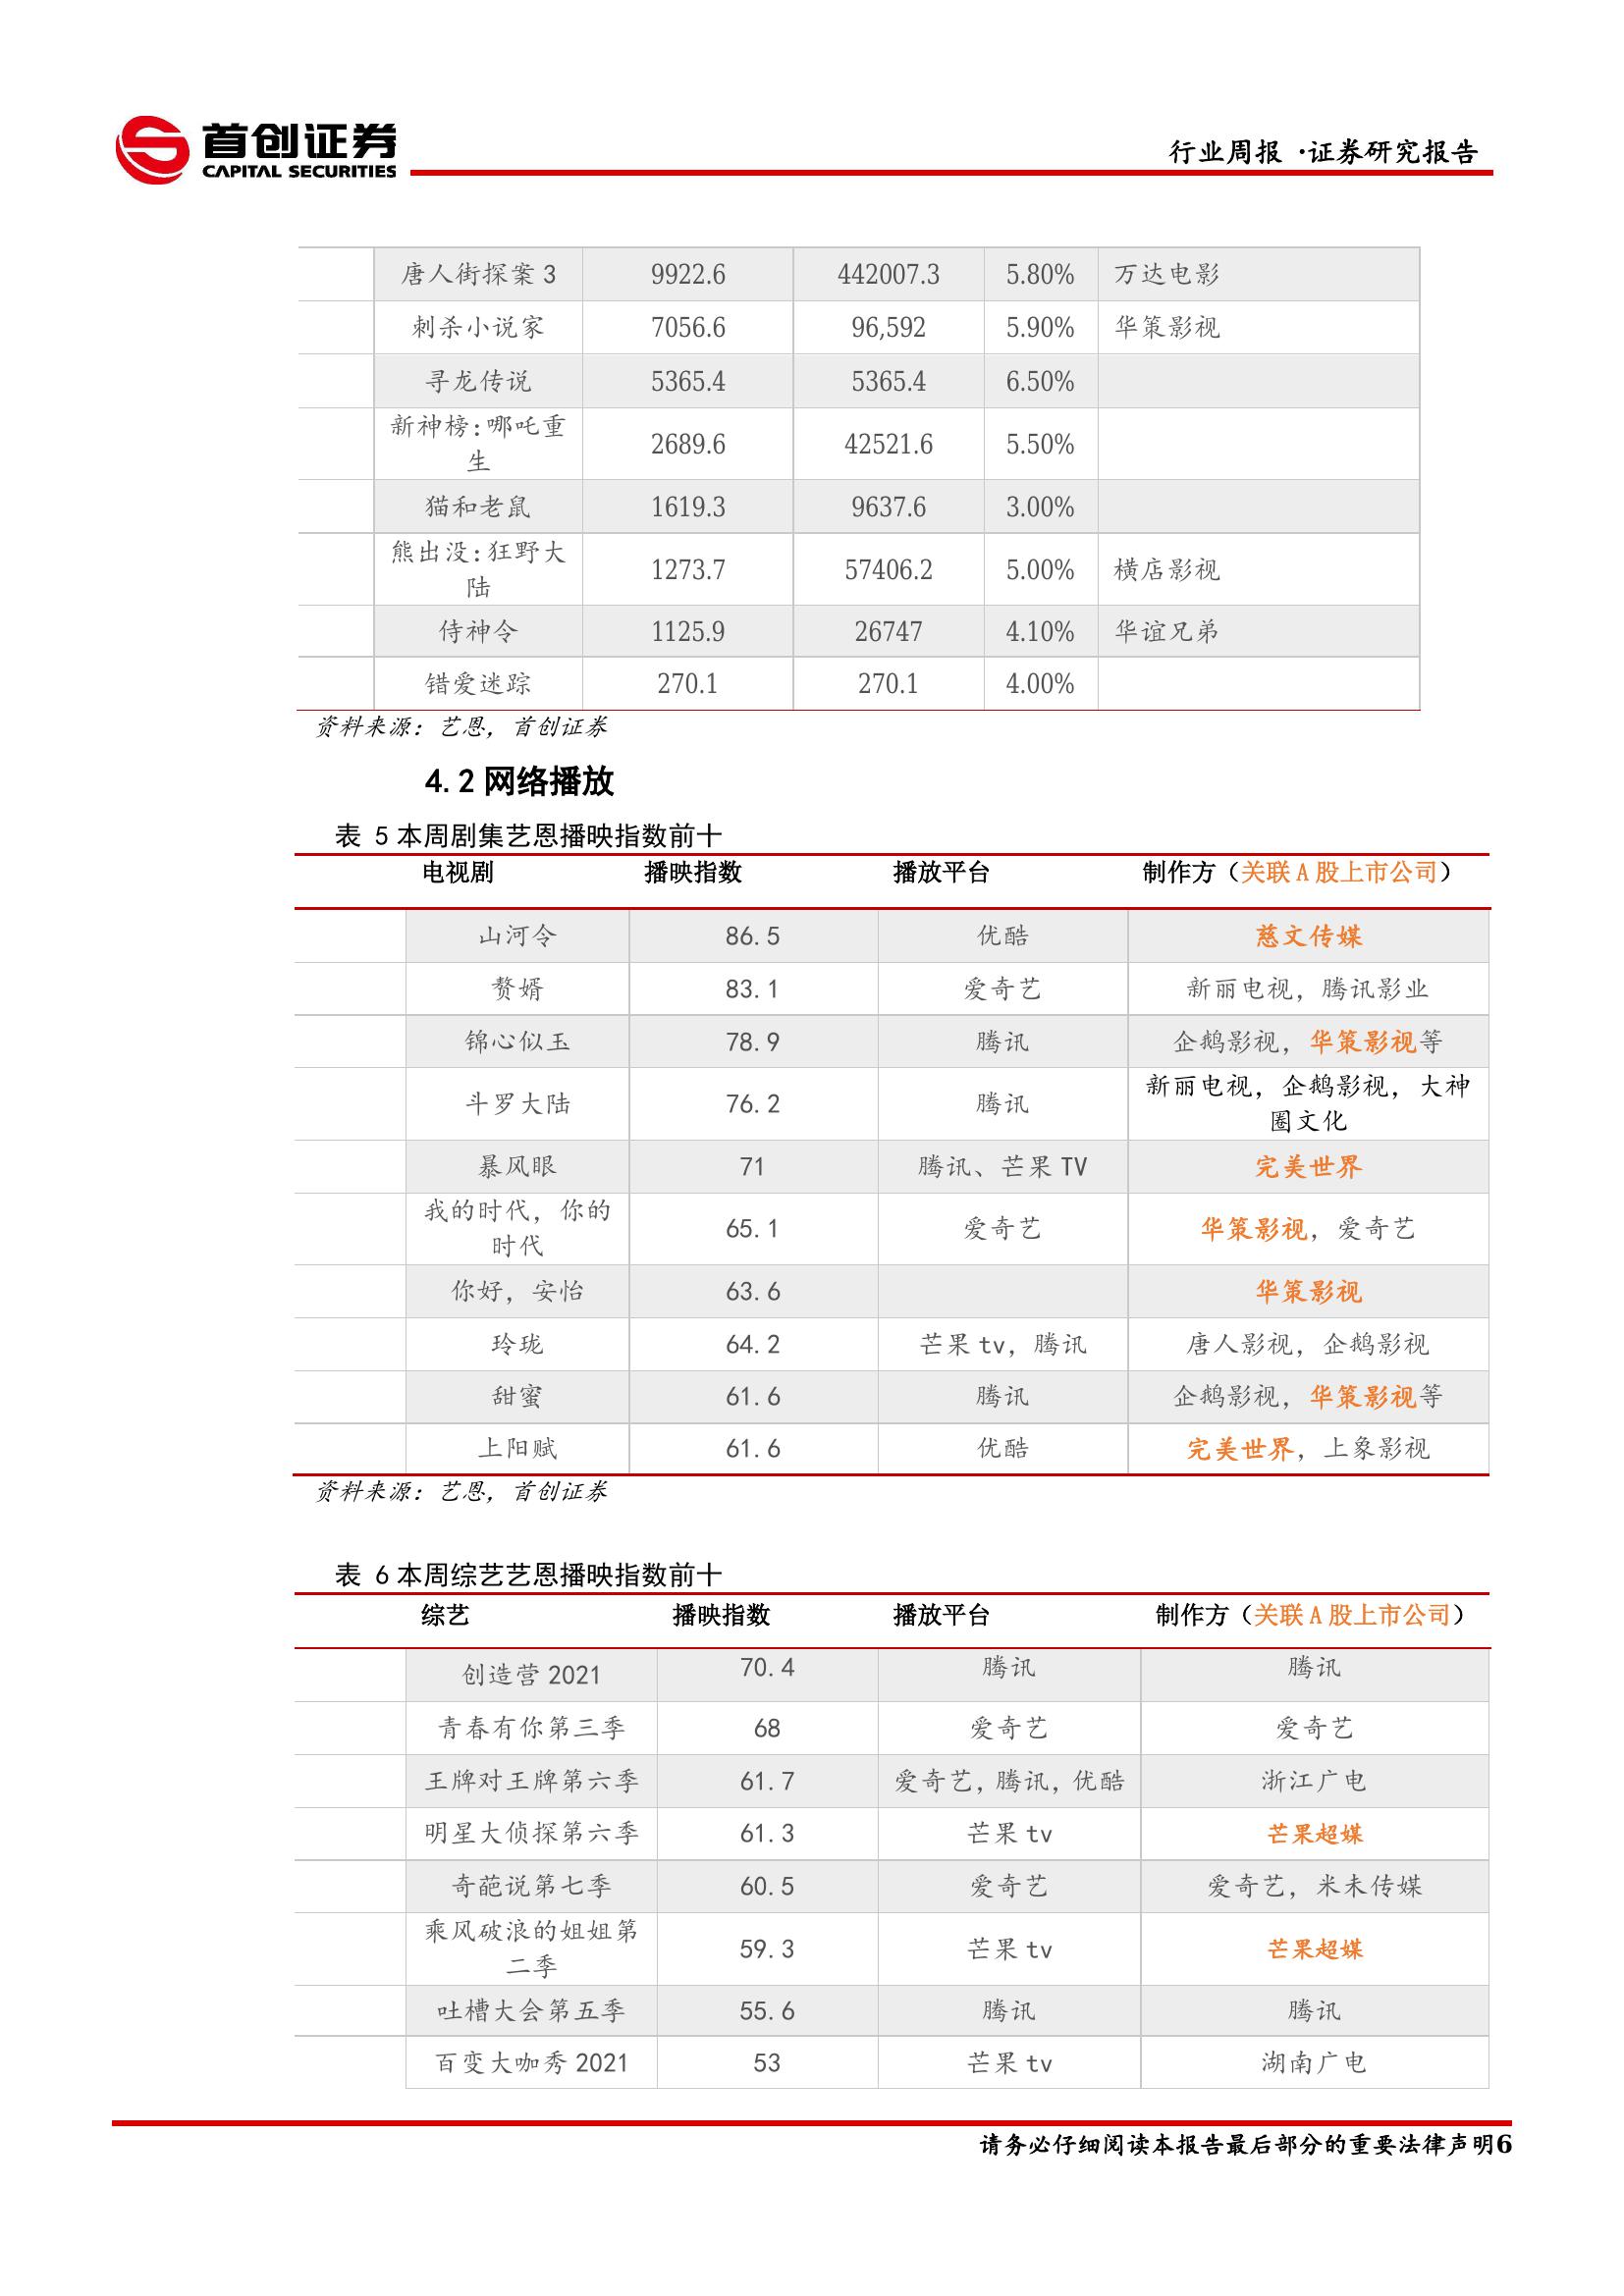 首创证券
CAPITAL SECURITIES
行业周报 ·证券研究报告
唐人街探案 3 9922.6 442007.3 5.80% 万达电影
刺杀小说家 7056.6 96,592 5.90% 华策影视
寻龙传说 5365.4 5365.4 6.50%
新神榜:哪吒重
生 2689.6 42521.6 5.50%
猫和老鼠 1619.3 9637.6 3.00%
熊出没:狂野大
陆 1273.7 57406.2 5.00% 横店影视
侍神令 1125.9 26747 4.10% 华谊兄弟
错爱迷踪 270.1 270.1 4.00%
资料来源：艺恩，首创证券
4.2 网络播放
表 5 本周剧集艺恩播映指数前十
电视剧 播映指数 播放平台 制作方（关联 A 股上市公司）
山河令 86.5 优酷 慈文传媒
赘婿 83.1 爱奇艺 新丽电视，腾讯影业
锦心似玉 78.9 腾讯 企鹅影视，华策影视等
斗罗大陆 76.2 腾讯 新丽电视，企鹅影视，大神
圈文化
暴风眼 71 腾讯、芒果 TV 完美世界
我的时代，你的
时代 65.1 爱奇艺 华策影视，爱奇艺
你好，安怡 63.6 华策影视
玲珑 64.2 芒果 tv，腾讯 唐人影视，企鹅影视
甜蜜 61.6 腾讯 企鹅影视，华策影视等
上阳赋 61.6 优酷 完美世界，上象影视
资料来源：艺恩，首创证券
表 6 本周综艺艺恩播映指数前十
综艺 播映指数 播放平台 制作方（关联 A 股上市公司）
创造营 2021 70.4 腾讯 腾讯
青春有你第三季 68 爱奇艺 爱奇艺
王牌对王牌第六季 61.7 爱奇艺,腾讯,优酷 浙江广电
明星大侦探第六季 61.3 芒果 tv 芒果超媒
奇葩说第七季 60.5 爱奇艺 爱奇艺，米未传媒
乘风破浪的姐姐第
二季 59.3 芒果 tv 芒果超媒
吐槽大会第五季 55.6 腾讯 腾讯
百变大咖秀 2021 53 芒果 tv 湖南广电
请务必仔细阅读本报告最后部分的重要法律声明6